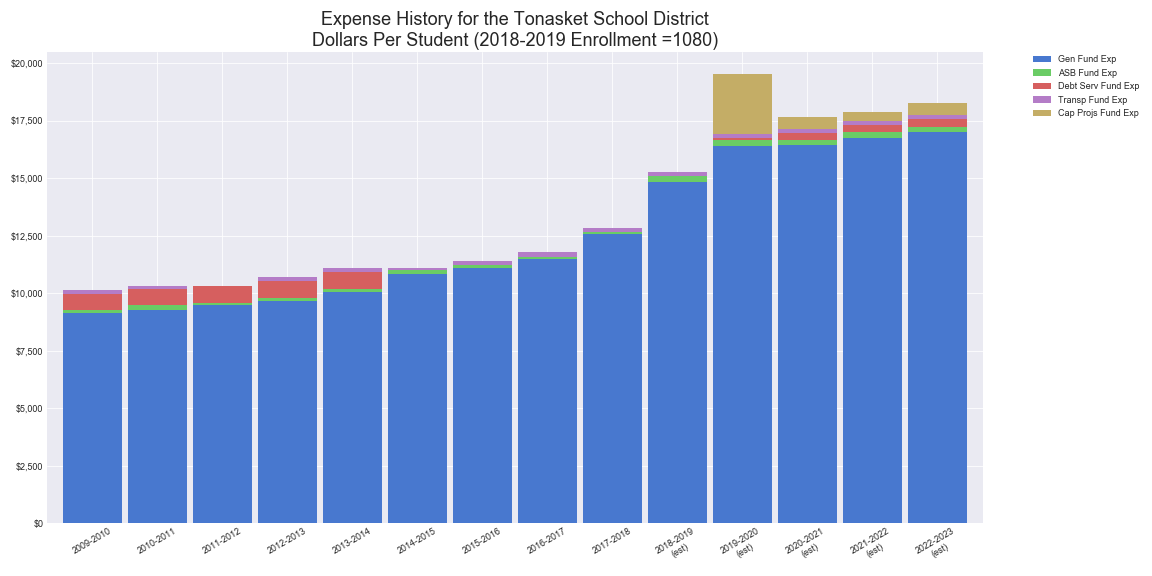 Expense History for the Tonasket School District
Dollars Per Student (2018-2019 Enrollment =1080)
$20,000
$17,500
$15,000
$12,500
$10,000
$7,500
$5,000
$2,500
$0
2009-2010
2010-2011
2011-2012
2012-2013
2013-2014
2014-2015
2015-2016
2016-2017
2017-2018
2018-2019
(est)
2019-2020
(est)
2020-2021
(est)
2021-2022
(est)
2022-2023
(est)
Gen Fund Exp
ASB Fund Exp
Debt Serv Fund Exp
Transp Fund Exp
Cap Projs Fund Exp